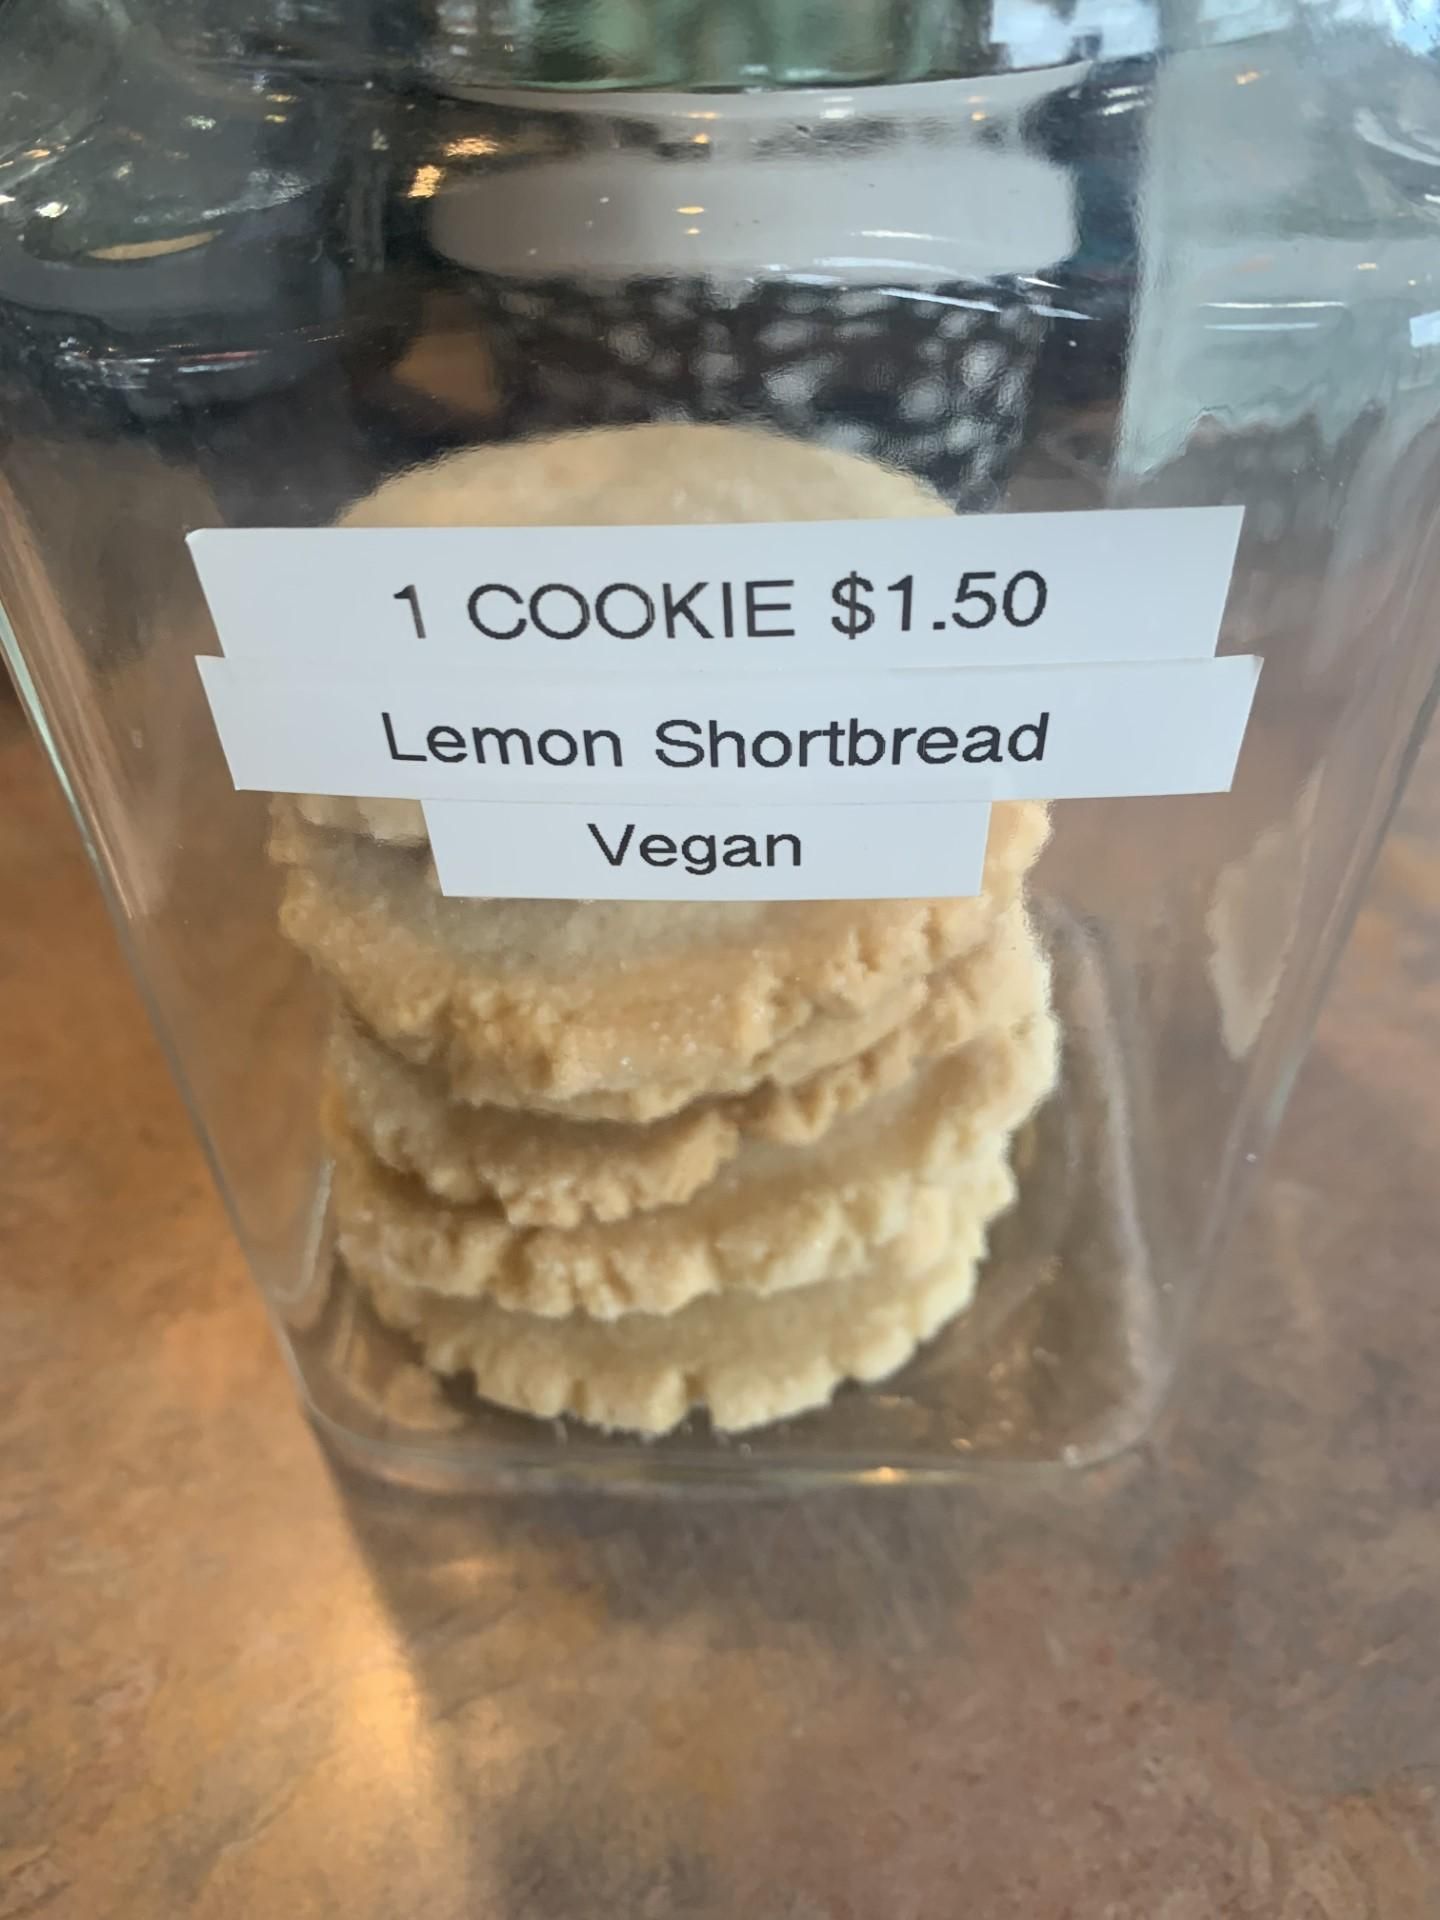 1 COOKIE $1.50
Lemon Shortbread
Vegan